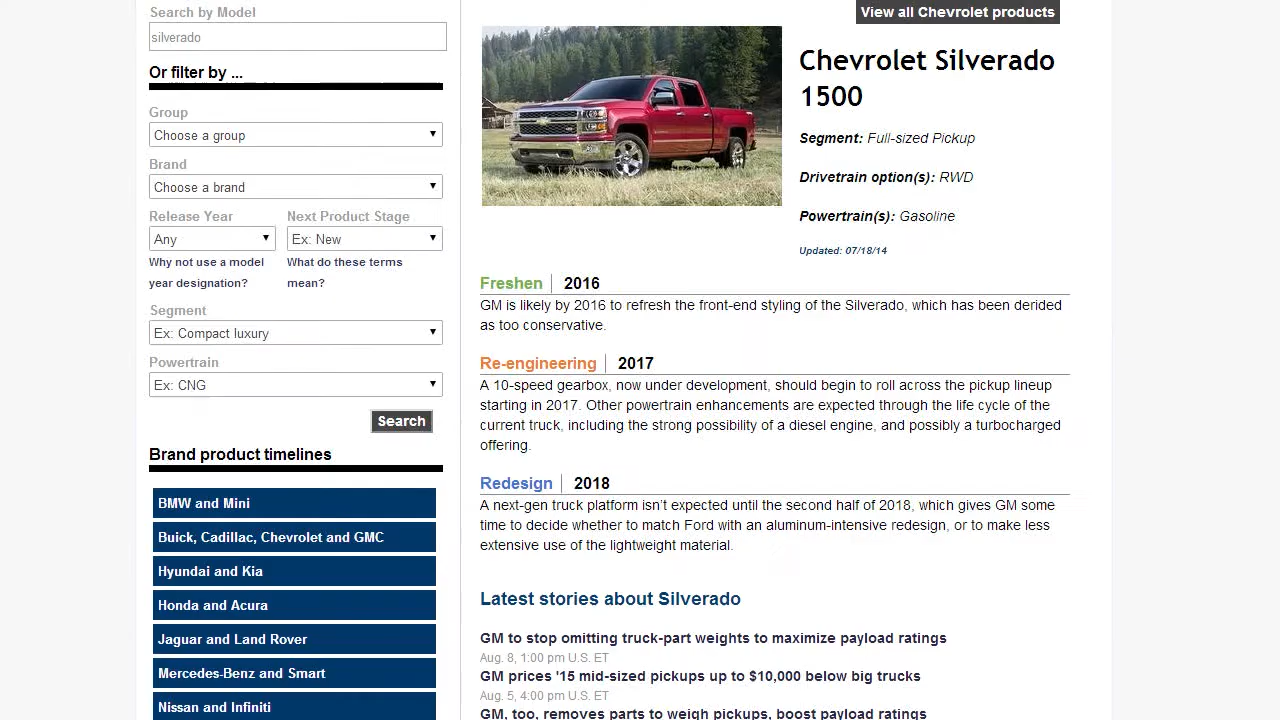 Search by Model
silverado
Or filter by ...
Group
Choose a group
Brand
Choose a brand
Release Year
Next Product Stage
Any
Ex: New
Why not use a model
year designation?
What do these terms
mean?
Segment
Ex: Compact luxury
Powertrain
Ex: CNG
Search
Brand product timelines
BMW and Mini
Buick, Cadillac, Chevrolet and GMC
Hyundai and Kia
Honda and Acura
Jaguar and Land Rover
Mercedes-Benz and Smart
Nissan and Infiniti
View all Chevrolet products
Chevrolet Silverado
1500
Segment: Full-sized Pickup
Drivetrain option(s): RWD
Powertrain(s): Gasoline
Updated: 07/18/14
Freshen | 2016
GM is likely by 2016 to refresh the front-end styling of the Silverado, which has been derided
as too conservative.
Re-engineering | 2017
A 10-speed gearbox, now under development, should begin to roll across the pickup lineup
starting in 2017. Other powertrain enhancements are expected through the life cycle of the
current truck, including the strong possibility of a diesel engine, and possibly a turbocharged
offering.
Redesign | 2018
A next-gen truck platform isn't expected until the second half of 2018, which gives GM some
time to decide whether to match Ford with an aluminum-intensive redesign, or to make less
extensive use of the lightweight material.
Latest stories about Silverado
GM to stop omitting truck-part weights to maximize payload ratings
Aug. 8, 1:00 pm U.S. ET
GM prices '15 mid-sized pickups up to $10,000 below big trucks
Aug. 5, 4:00 pm U.S. ET
GM, too, removes parts to weigh pickups, boost payload ratings